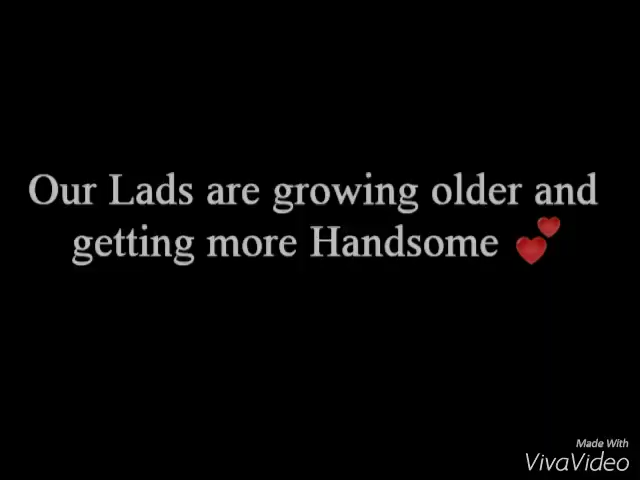 Our Lads are growing older and
getting more Handsome 💕
Made With
VivaVideo